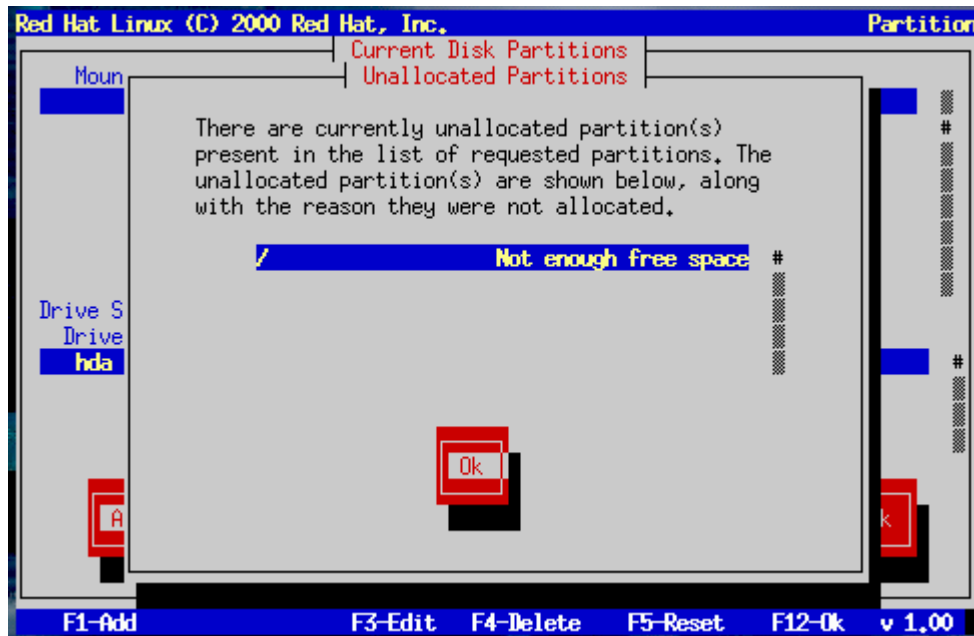 Red Hat Linux (C) 2000 Red Hat, Inc. Partition
Current Disk Partitions
Unallocated Partitions
Moun
There are currently unallocated partition(s)
present in the list of requested partitions. The
unallocated partition(s) are shown below, along
with the reason they were not allocated.
/ Not enough free space #
#
Drive S
Drive
hda #
Ok
A k
F1-Add F3-Edit F4-Delete F5-Reset F12-Ok v 1.00